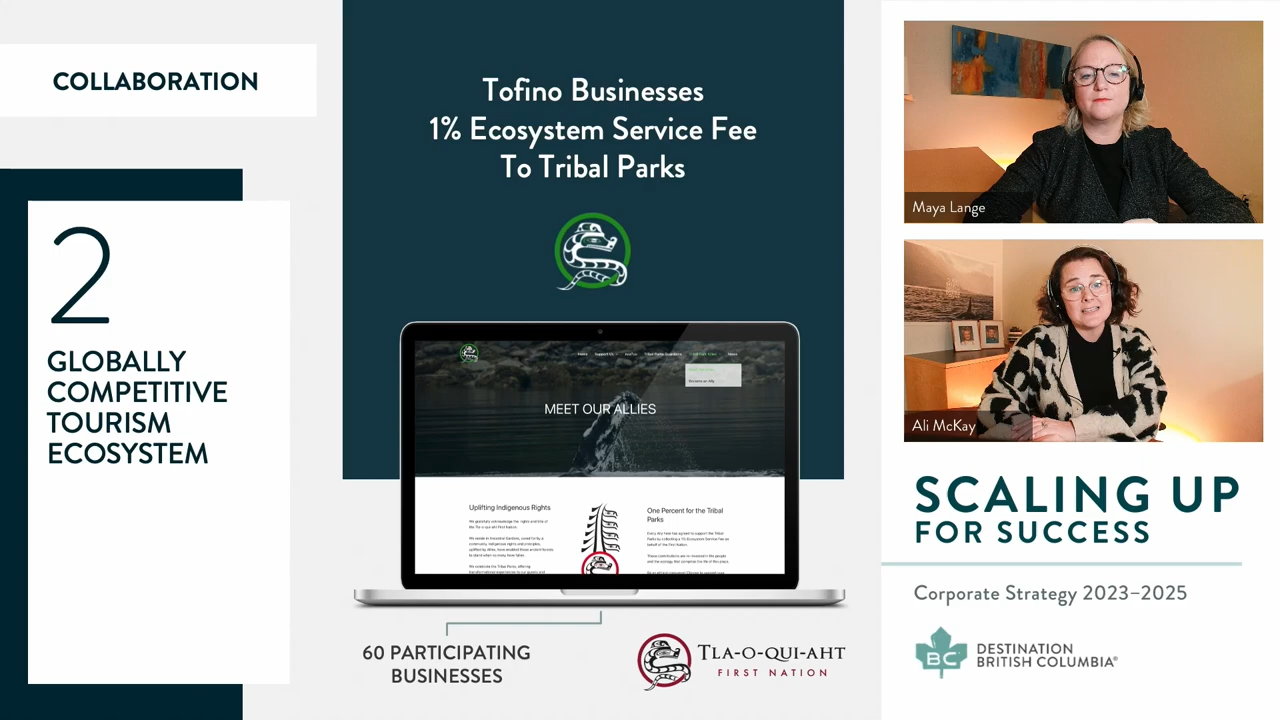 COLLABORATION
2
GLOBALLY
COMPETITIVE
TOURISM
ECOSYSTEM
Tofino Businesses
1% Ecosystem Service Fee
To Tribal Parks
MEET OUR ALLIES
Uplifting Indigenous Rights
One Percent for the Tribal
Parks
60 PARTICIPATING
BUSINESSES
TLA-O-QUI-AHT
FIRST NATION
Maya Lange
Ali McKay
SCALING UP
FOR SUCCESS
Corporate Strategy 2023–2025
BC
DESTINATION
BRITISH COLUMBIA®